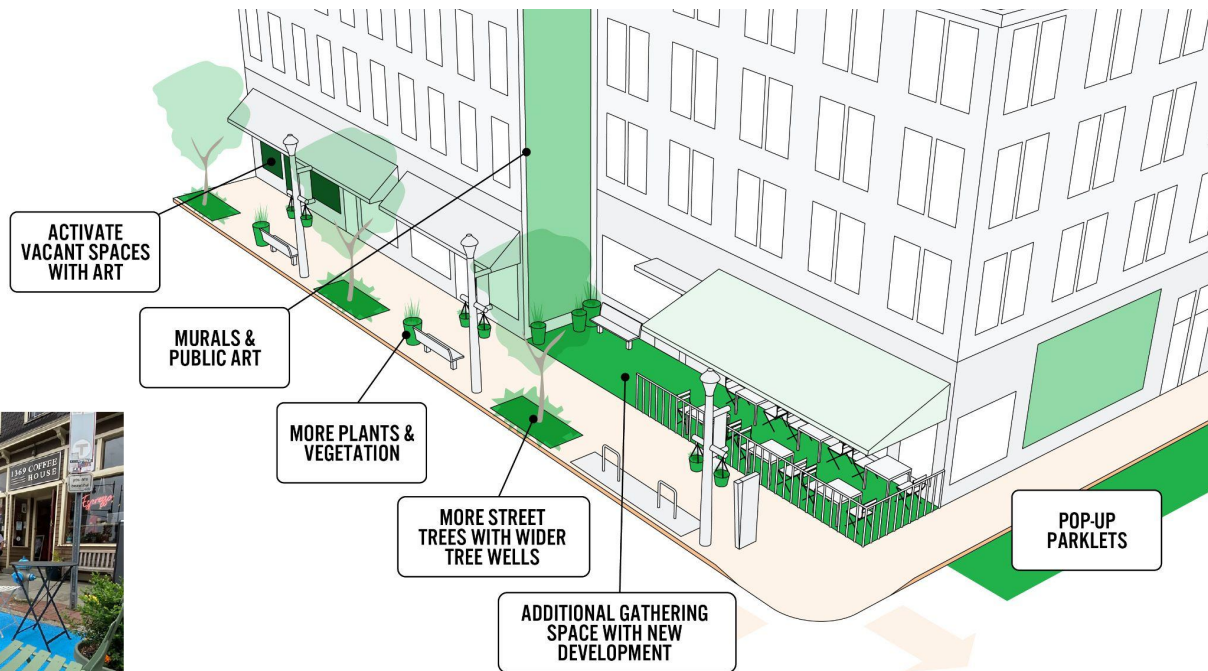 ACTIVATE
VACANT SPACES
WITH ART
MURALS &
PUBLIC ART
MORE PLANTS &
VEGETATION
MORE STREET
TREES WITH WIDER
TREE WELLS
ADDITIONAL GATHERING
SPACE WITH NEW
DEVELOPMENT
POP-UP
PARKLETS
1369 COFFEE
HOUSE
Espresso